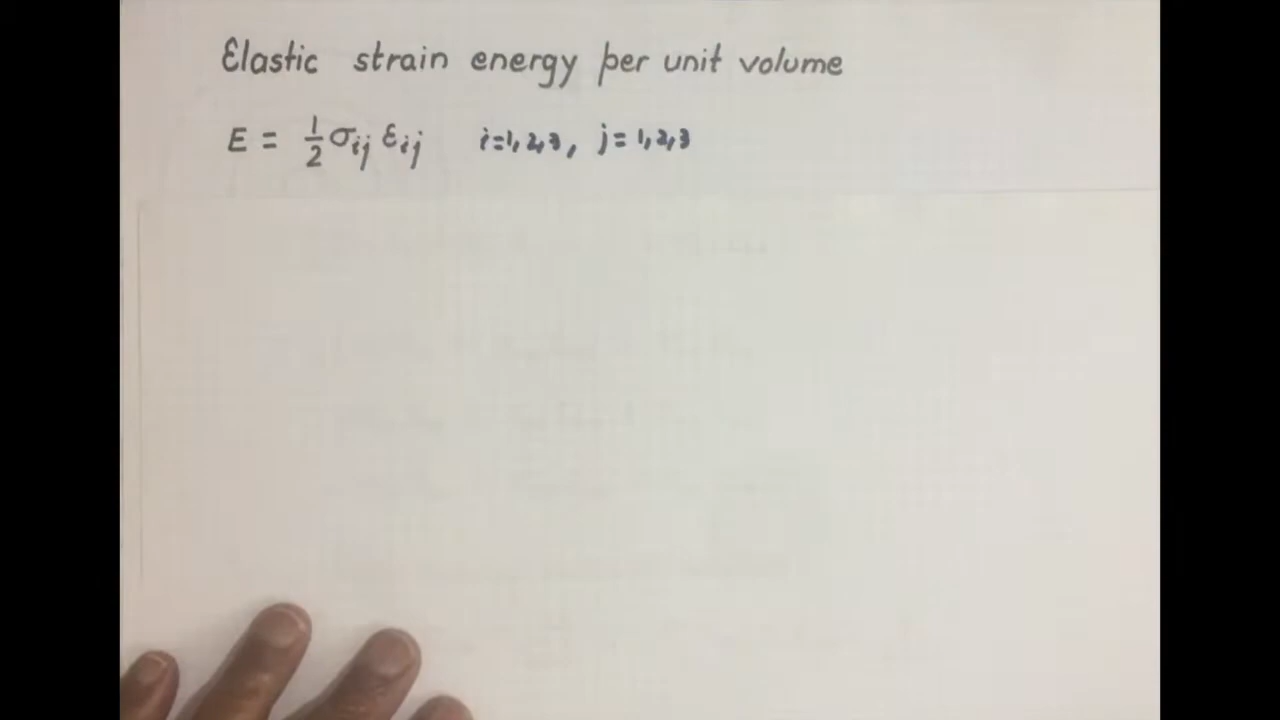 Elastic strain energy per unit volume
E = 1/2 σij εij i=1,2,3, j=1,2,3